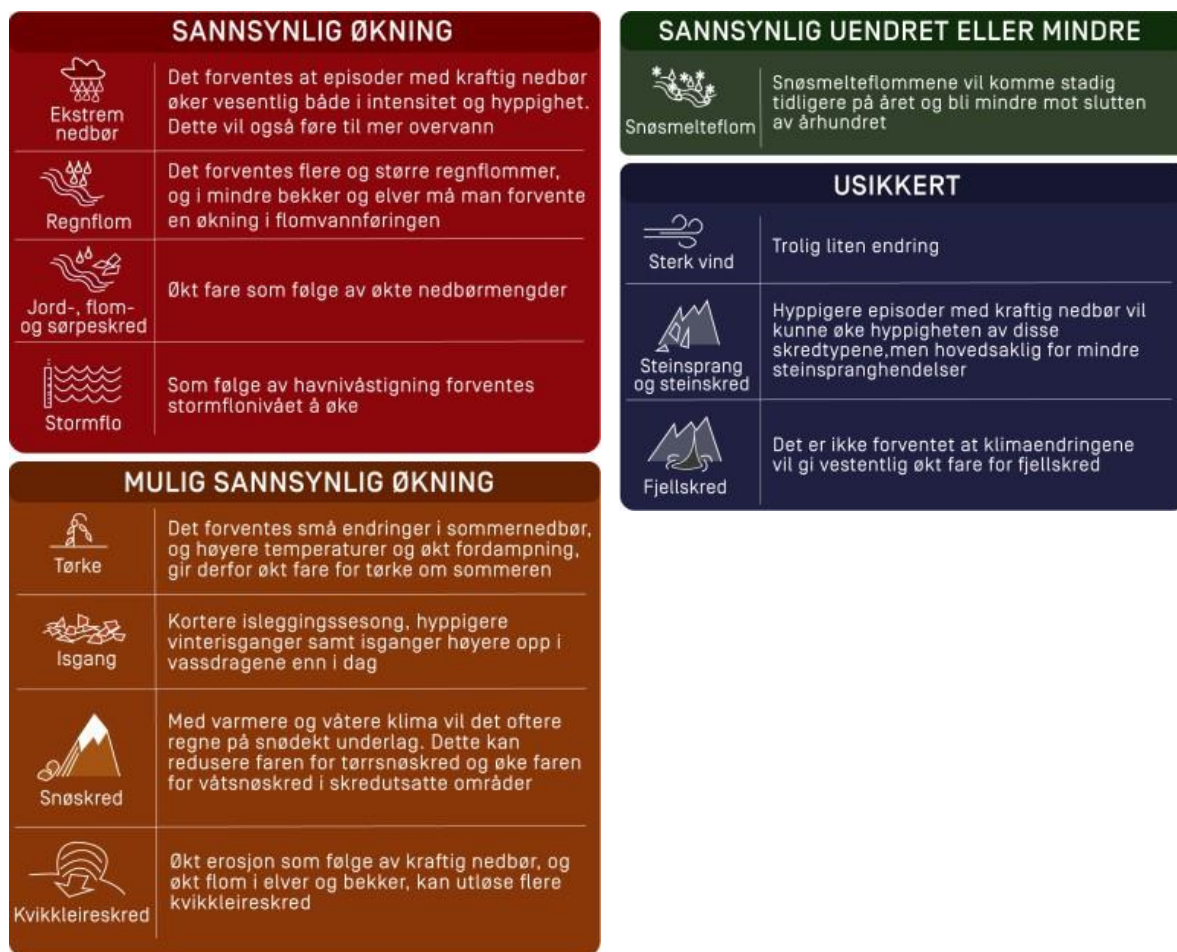 SANNSYNLIG ØKNING
Ekstrem
nedbør
Det forventes at episoder med kraftig nedbør
øker vesentlig både i intensitet og hyppighet.
Dette vil også føre til mer overvann
Regnflom
Det forventes flere og større regnflommer,
og i mindre bekker og elver må man forvente
en økning i flomvannføringen
Jord-, flom-
og sørpeskred
Økt fare som følge av økte nedbørmengder
Stormflo
Som følge av havnivåstigning forventes
stormflonivået å øke
MULIG SANNSYNLIG ØKNING
Tørke
Det forventes små endringer i sommernedbør,
og høyere temperaturer og økt fordampning,
gir derfor økt fare for tørke om sommeren
Isgang
Kortere isleggingssesong, hyppigere
vinterisganger samt isganger høyere opp i
vassdragene enn i dag
Snøskred
Med varmere og våtere klima vil det oftere
regne på snødekt underlag. Dette kan
redusere faren for tørrsnøskred og øke faren
for våtsnøskred i skredutsatte områder
Kvikkleireskred
Økt erosjon som følge av kraftig nedbør, og
økt flom i elver og bekker, kan utløse flere
kvikkleireskred
SANNSYNLIG UENDRET ELLER MINDRE
Snøsmelteflom
Snøsmelteflommene vil komme stadig
tidligere på året og bli mindre mot slutten
av århundret
USIKKERT
Sterk vind
Trolig liten endring
Steinsprang
og steinskred
Hyppigere episoder med kraftig nedbør vil
kunne øke hyppigheten av disse
skredtypene,men hovedsaklig for mindre
steinspranghendelser
Fjellskred
Det er ikke forventet at klimaendringene
vil gi vestentlig økt fare for fjellskred